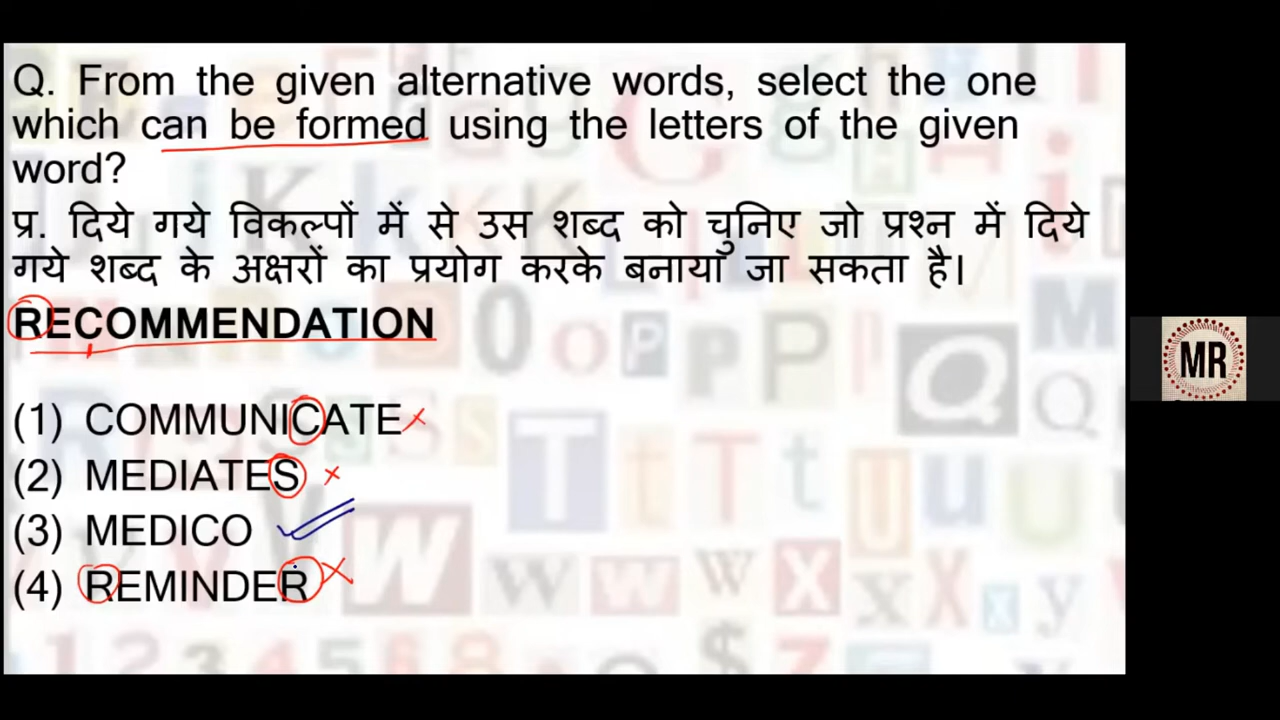 Q. From the given alternative words, select the one
which can be formed using the letters of the given
word?
प्र. दिये गये विकल्पों में से उस शब्द को चुनिए जो प्रश्न में दिये
गये शब्द के अक्षरों का प्रयोग करके बनाया जा सकता है।
RECOMMENDATION
(1) COMMUNICATE
(2) MEDIATES
(3) MEDICO
(4) REMINDER
MR